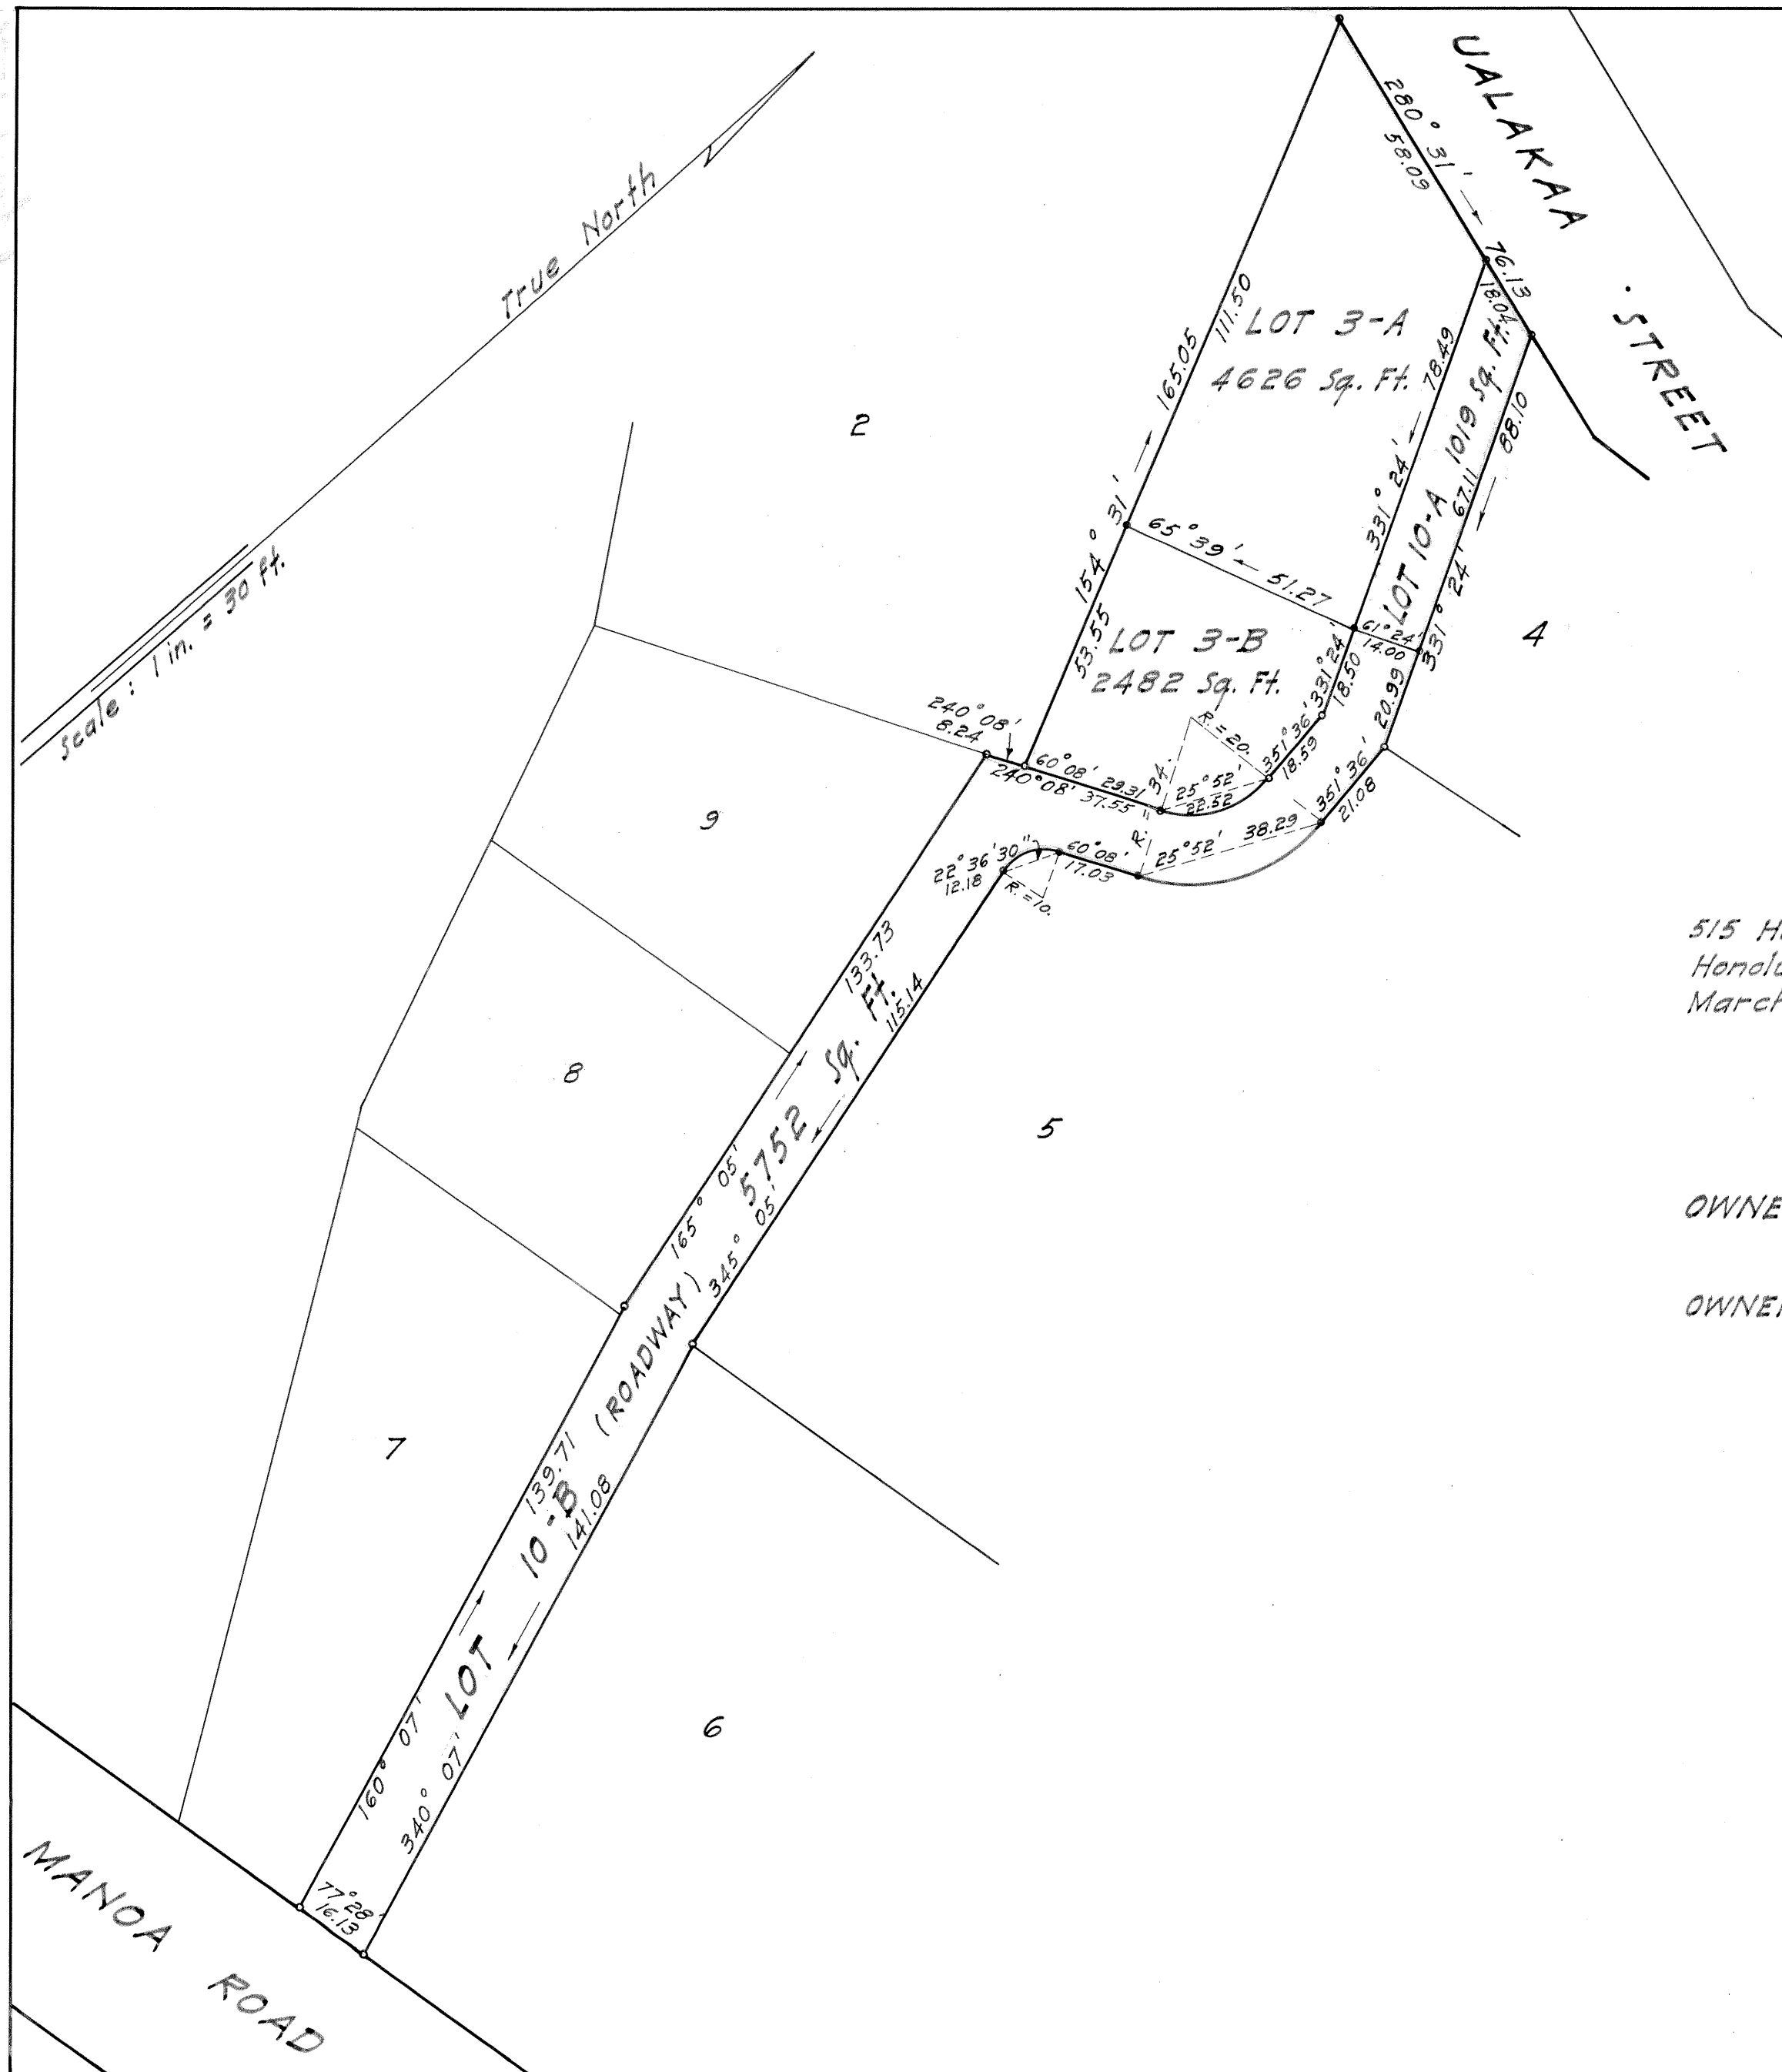 UALAKAA STREET
280° 31'
58.09
76.13
18.04
True North
Scale : 1 in. = 30 ft.
2
LOT 3-A
4626 Sq. Ft.
165.05
111.50
154° 31'
53.55
78.49
331° 24'
LOT 10-A 1019 Sq. Ft.
88.10
67.11
331° 24'
65° 39'
51.27
61° 24'
14.00
4
LOT 3-B
2482 Sq. Ft.
331° 24'
18.50
20.99
R. = 20.
351° 36'
18.59
351° 36'
21.08
240° 08'
8.24
60° 08' 29.31
240° 08' 37.55
R. = 34.
25° 52'
22.52
25° 52' 38.29
60° 08'
17.03
22° 36' 30"
12.18
R. = 10.
9
8
7
5
6
133.73
115.14
165° 05'
345° 05'
LOT 10-B (ROADWAY) 5752 Sq. Ft.
139.71
141.08
160° 07'
340° 07'
77° 28'
16.13
MANOA ROAD
515
Honolu
March
OWNE
OWNE